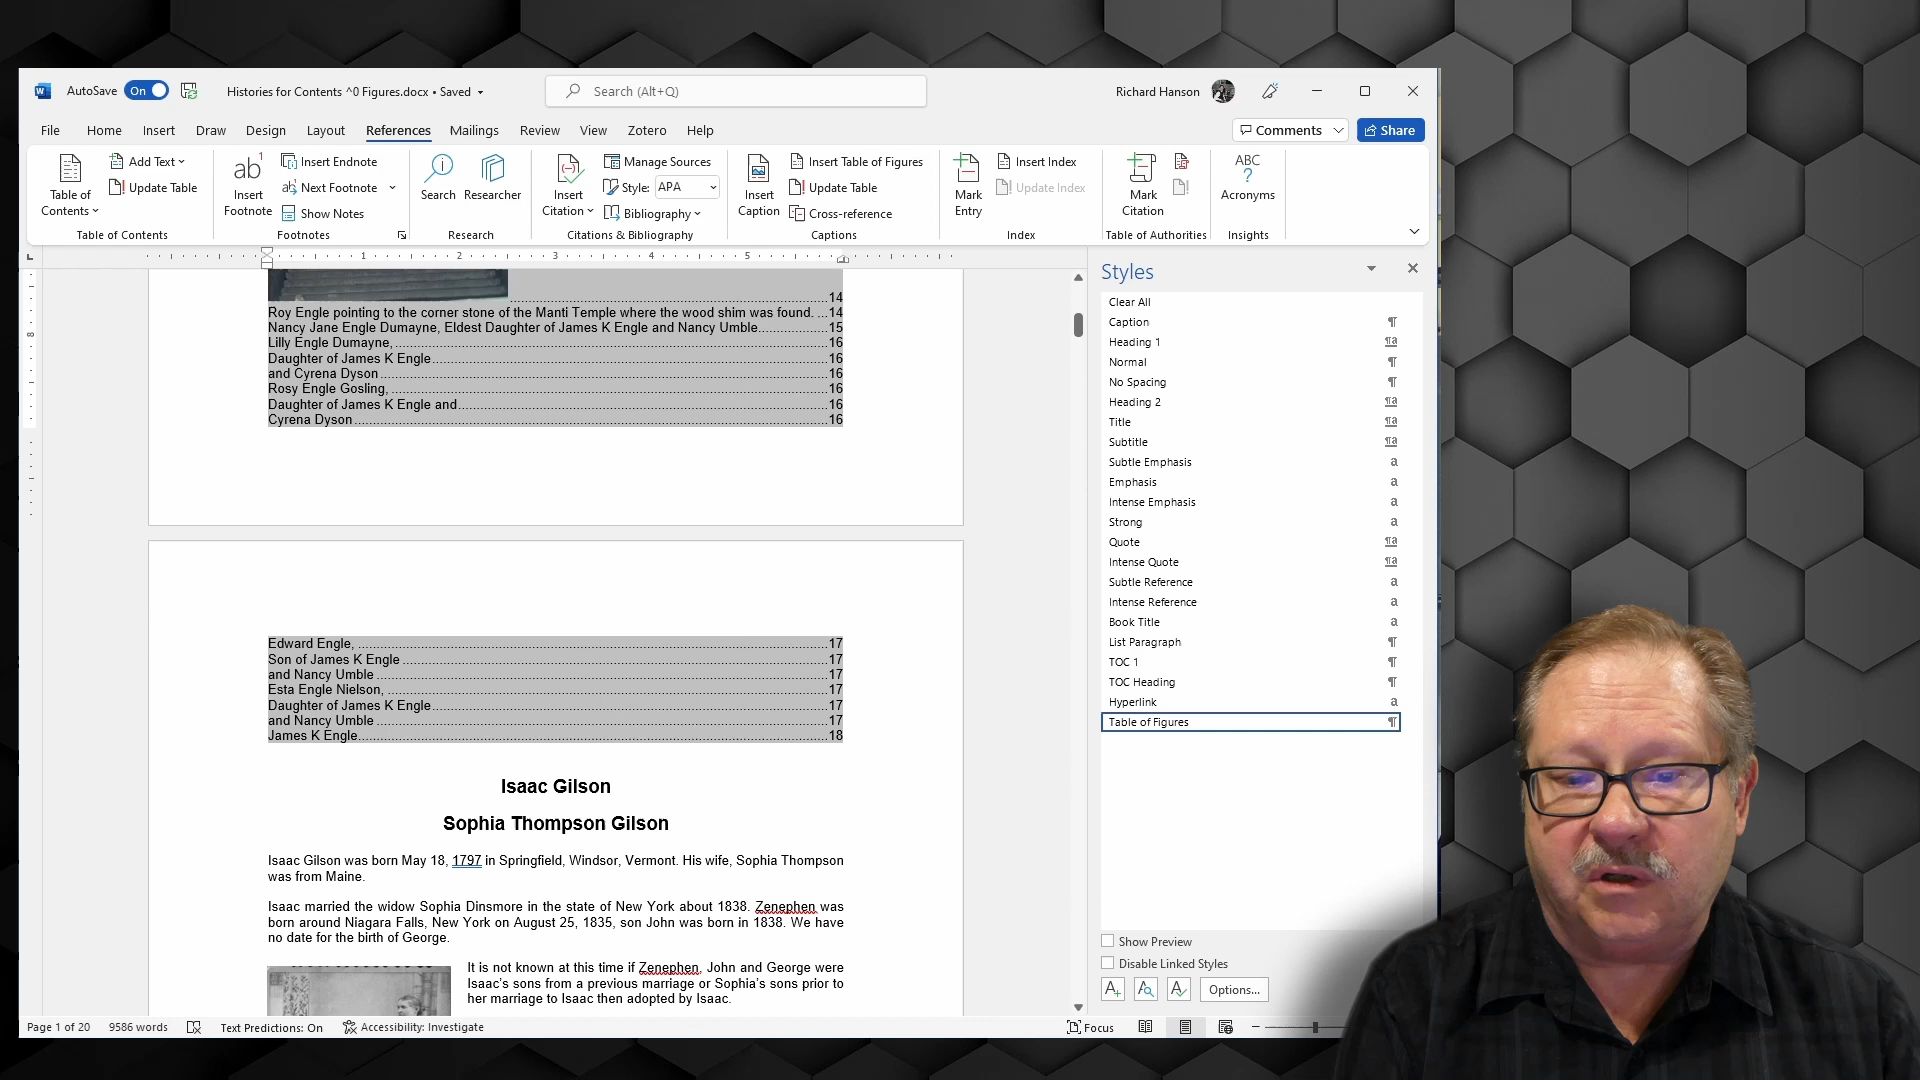 AutoSave On Histories for Contents ^0 Figures.docx • Saved Search (Alt+Q) Richard Hanson
File Home Insert Draw Design Layout References Mailings Review View Zotero Help Comments Share
Table of Contents
Add Text
Update Table
Table of Contents
ab1
Insert Footnote
Insert Endnote
ab Next Footnote
Show Notes
Footnotes
Search
Researcher
Research
Insert Citation
Manage Sources
Style: APA
Bibliography
Citations & Bibliography
Insert Caption
Insert Table of Figures
Update Table
Cross-reference
Captions
Mark Entry
Insert Index
Update Index
Index
Mark Citation
Table of Authorities
ABC
?
Acronyms
Insights
1 2 3 4 5
8
14
Roy Engle pointing to the corner stone of the Manti Temple where the wood shim was found. ...14
Nancy Jane Engle Dumayne, Eldest Daughter of James K Engle and Nancy Umble...................15
Lilly Engle Dumayne, ...................16
Daughter of James K Engle...................16
and Cyrena Dyson...................16
Rosy Engle Gosling, ...................16
Daughter of James K Engle and...................16
Cyrena Dyson...................16
Edward Engle, ...................17
Son of James K Engle...................17
and Nancy Umble...................17
Esta Engle Nielson, ...................17
Daughter of James K Engle...................17
and Nancy Umble...................17
James K Engle...................18
Isaac Gilson
Sophia Thompson Gilson
Isaac Gilson was born May 18, 1797 in Springfield, Windsor, Vermont. His wife, Sophia Thompson
was from Maine.
Isaac married the widow Sophia Dinsmore in the state of New York about 1838. Zenephen was
born around Niagara Falls, New York on August 25, 1835, son John was born in 1838. We have
no date for the birth of George.
It is not known at this time if Zenephen, John and George were
Isaac's sons from a previous marriage or Sophia's sons prior to
her marriage to Isaac then adopted by Isaac.
Styles
Clear All
Caption ¶
Heading 1 ¶a
Normal ¶
No Spacing ¶
Heading 2 ¶a
Title ¶a
Subtitle ¶a
Subtle Emphasis a
Emphasis a
Intense Emphasis a
Strong a
Quote ¶a
Intense Quote ¶a
Subtle Reference a
Intense Reference a
Book Title a
List Paragraph ¶
TOC 1 ¶
TOC Heading ¶
Hyperlink a
Table of Figures ¶
Show Preview
Disable Linked Styles
Options...
Page 1 of 20 9586 words Text Predictions: On Accessibility: Investigate Focus